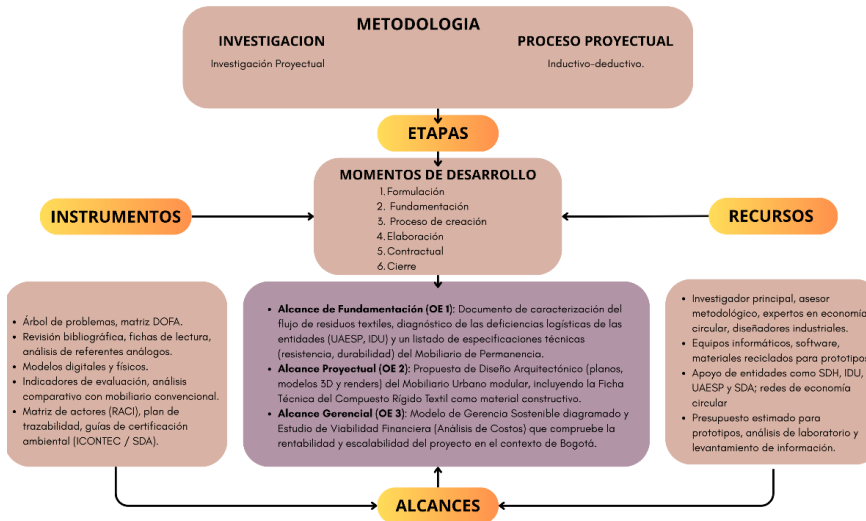 METODOLOGIA
INVESTIGACION
Investigación Proyectual
PROCESO PROYECTUAL
Inductivo-deductivo.
ETAPAS
MOMENTOS DE DESARROLLO
1. Formulación
2. Fundamentación
3. Proceso de creación
4. Elaboración
5. Contractual
6. Cierre
INSTRUMENTOS
RECURSOS
• Árbol de problemas, matriz DOFA.
• Revisión bibliográfica, fichas de lectura,
análisis de referentes análogos.
• Modelos digitales y físicos.
• Indicadores de evaluación, análisis
comparativo con mobiliario convencional.
• Matriz de actores (RACI), plan de
trazabilidad, guías de certificación
ambiental (ICONTEC / SDA).
• Alcance de Fundamentación (OE 1): Documento de caracterización del
flujo de residuos textiles, diagnóstico de las deficiencias logísticas de las
entidades (UAESP, IDU) y un listado de especificaciones técnicas
(resistencia, durabilidad) del Mobiliario de Permanencia.
• Alcance Proyectual (OE 2): Propuesta de Diseño Arquitectónico (planos,
modelos 3D y renders) del Mobiliario Urbano modular, incluyendo la Ficha
Técnica del Compuesto Rígido Textil como material constructivo.
• Alcance Gerencial (OE 3): Modelo de Gerencia Sostenible diagramado y
Estudio de Viabilidad Financiera (Análisis de Costos) que compruebe la
rentabilidad y escalabilidad del proyecto en el contexto de Bogotá.
• Investigador principal, asesor
metodológico, expertos en economía
circular, diseñadores industriales.
• Equipos informáticos, software,
materiales reciclados para prototipos
• Apoyo de entidades como SDH, IDU,
UAESP y SDA; redes de economía
circular
• Presupuesto estimado para
prototipos, análisis de laboratorio y
levantamiento de información.
ALCANCES